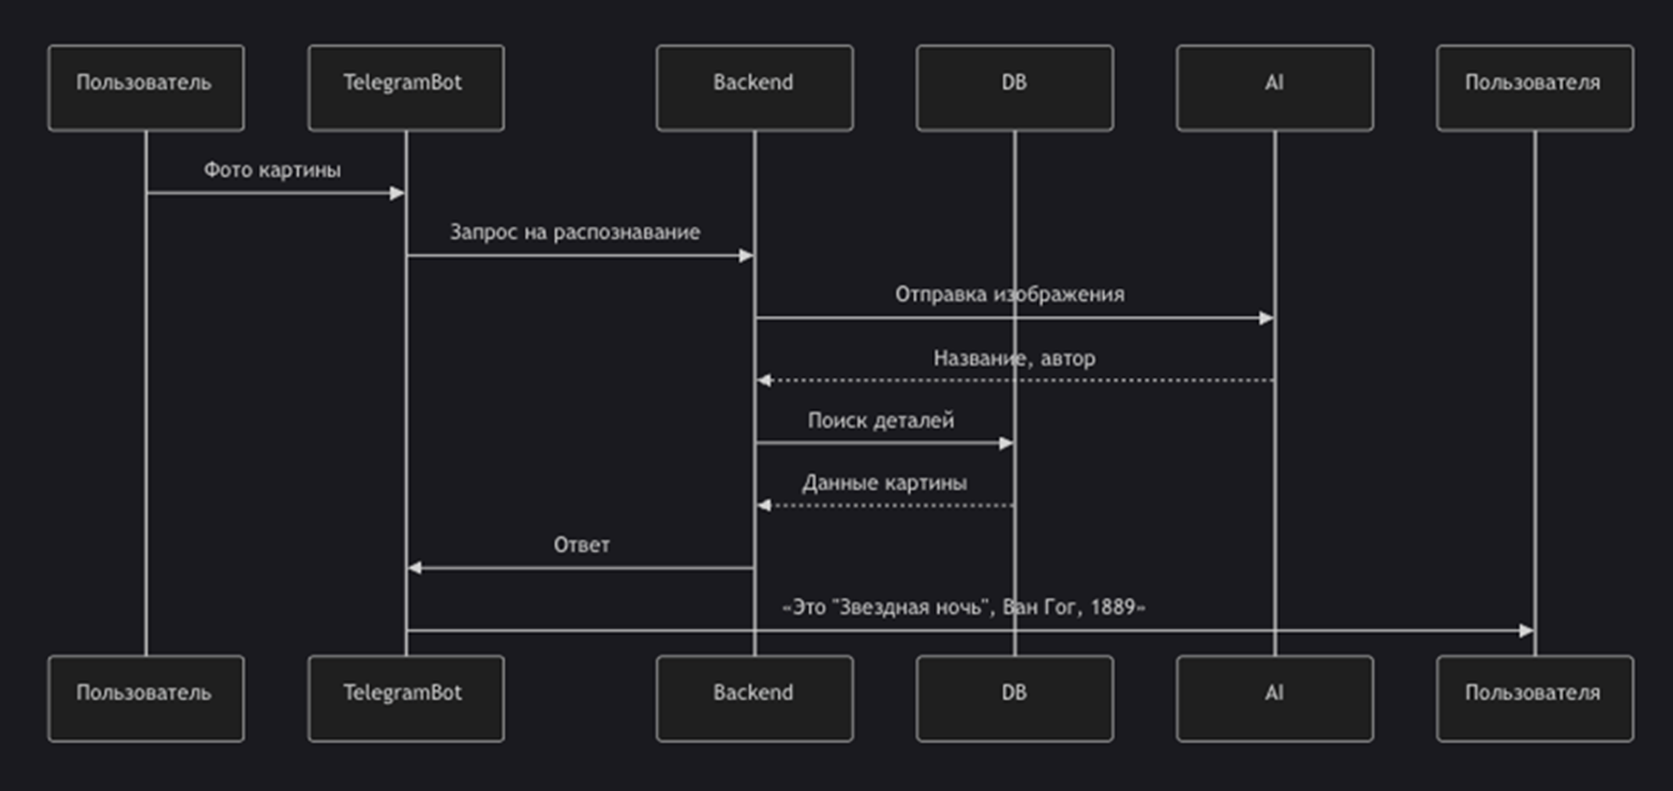 Пользователь
TelegramBot
Backend
DB
AI
Пользователя
Фото картины
Запрос на распознавание
Отправка изображения
Название, автор
Поиск деталей
Данные картины
Ответ
«Это "Звездная ночь", Ван Гог, 1889»
Пользователь
TelegramBot
Backend
DB
AI
Пользователя